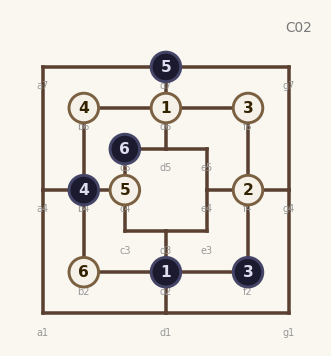 C02
5
a7 d7 g7
4 1 3
b6 d6 f6
6
c5 d5 e5
4 5 2
a4 b4 c4 e4 f4 g4
c3 d3 e3
6 1 3
b2 d2 f2
a1 d1 g1